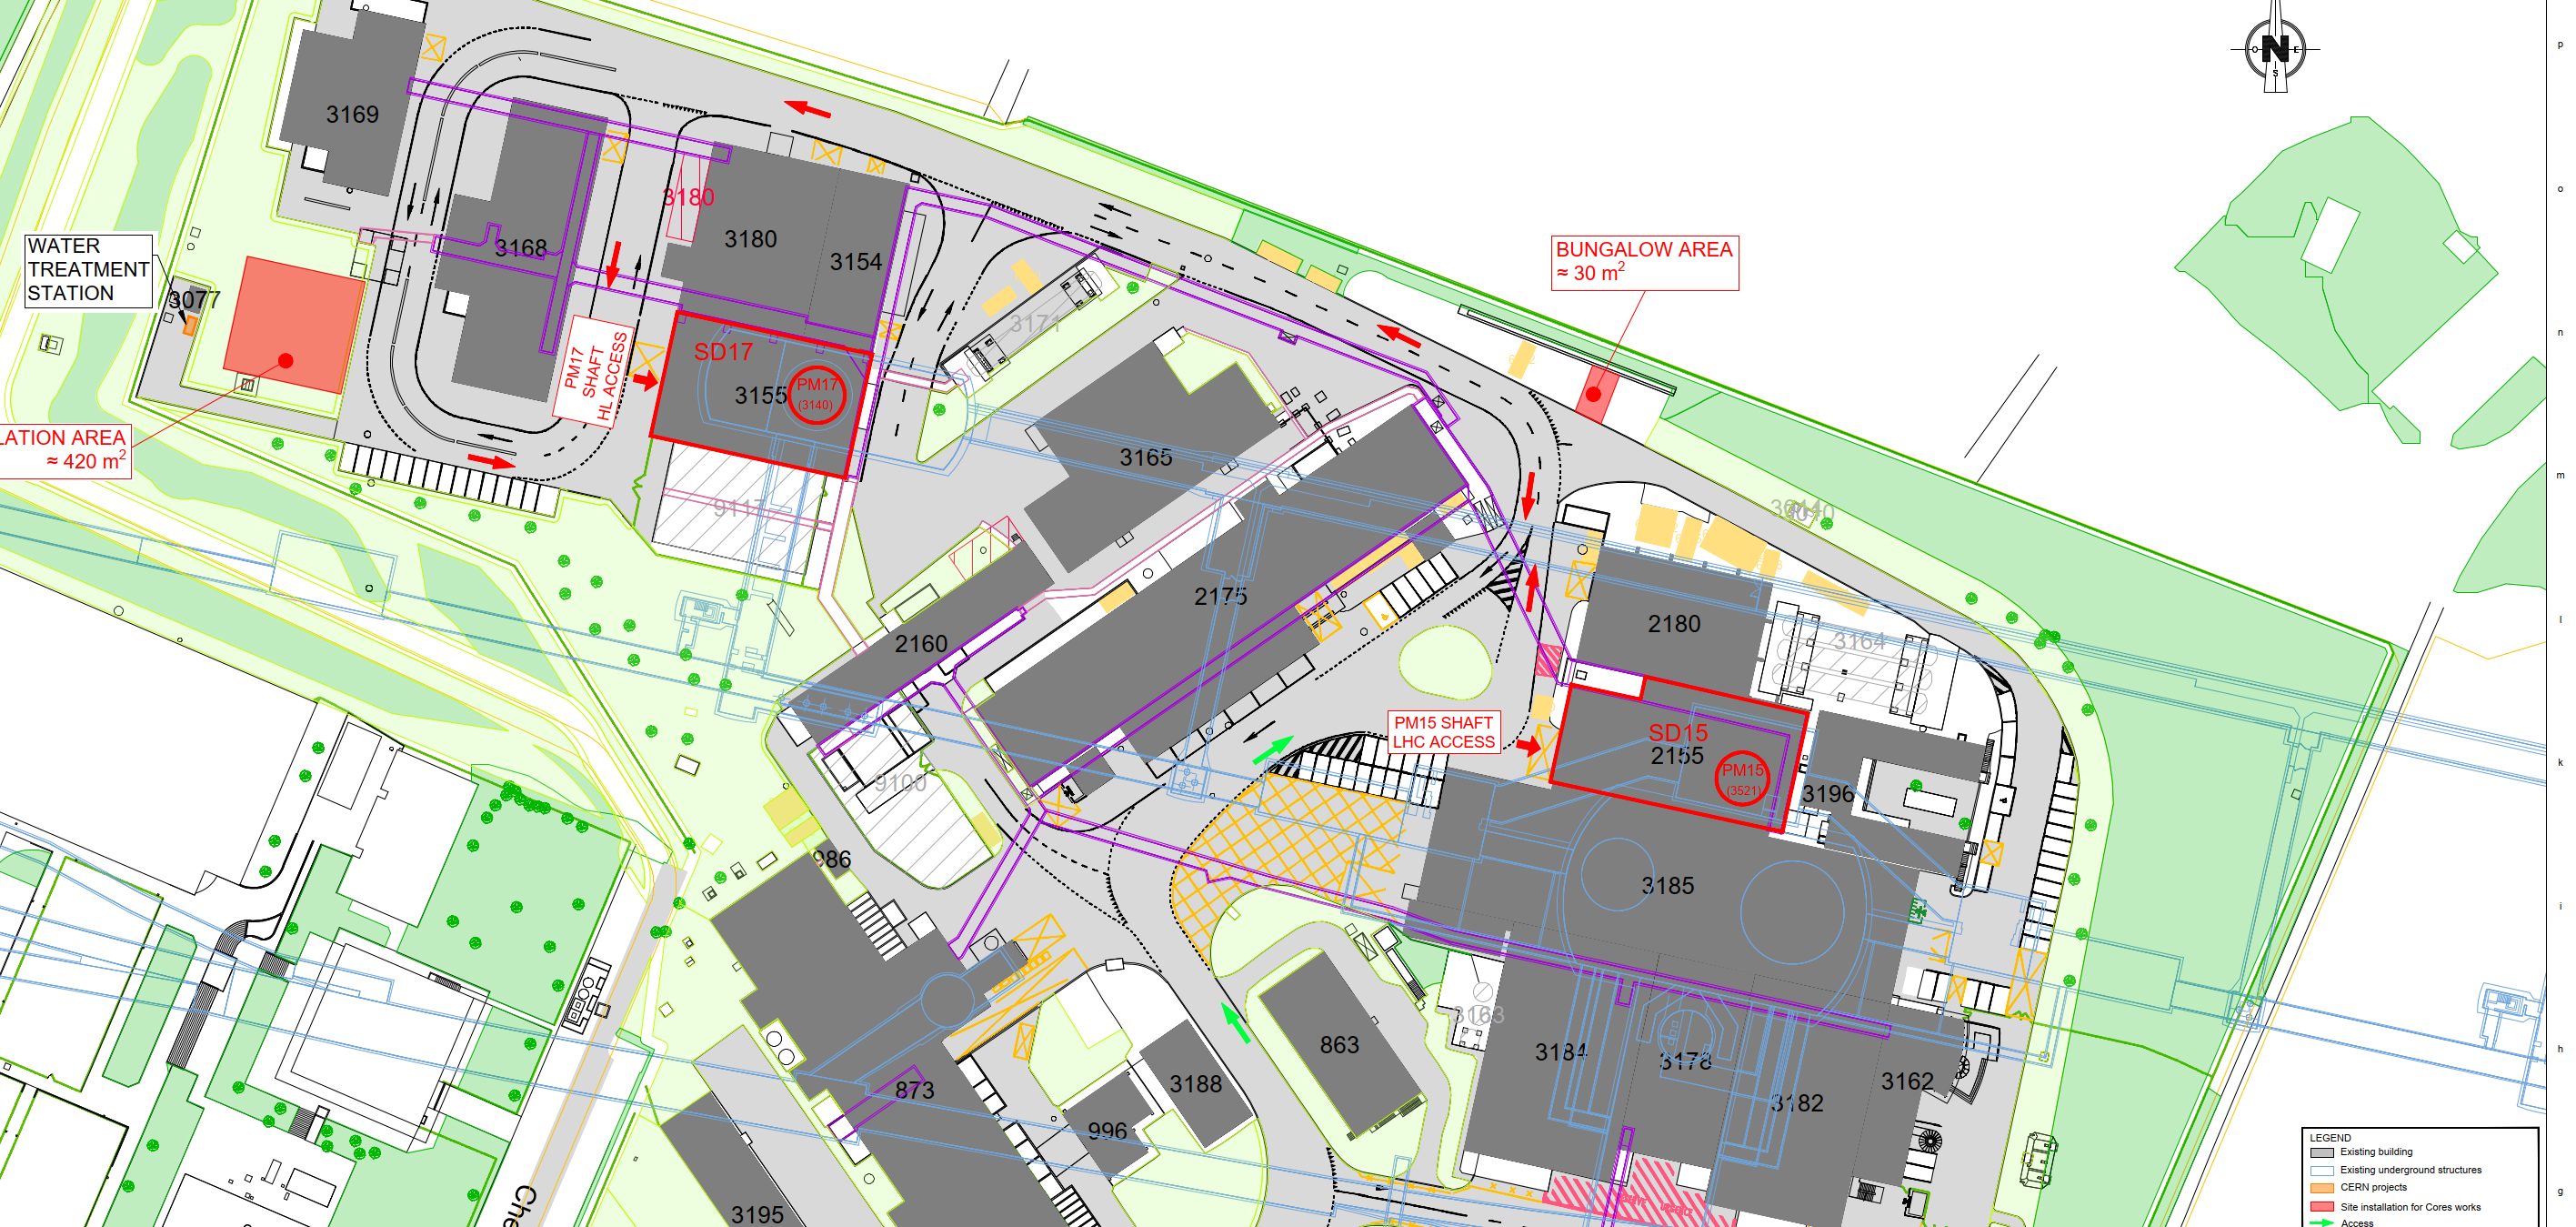 N
S
O
E
p
o
n
m
l
k
i
h
g
3169
3180
3168
3180
3154
WATER
TREATMENT
STATION
3077
BUNGALOW AREA
≈ 30 m²
3171
PM17
SHAFT
HL ACCESS
SD17
3155
PM17
(3140)
LATION AREA
≈ 420 m²
3165
9117
2175
2160
2180
3164
PM15 SHAFT
LHC ACCESS
SD15
2155
PM15
(3521)
3196
9100
986
3185
3163
863
3184
3178
3182
3162
873
3188
996
3195
Che
LEGEND
Existing building
Existing underground structures
CERN projects
Site installation for Cores works
Access